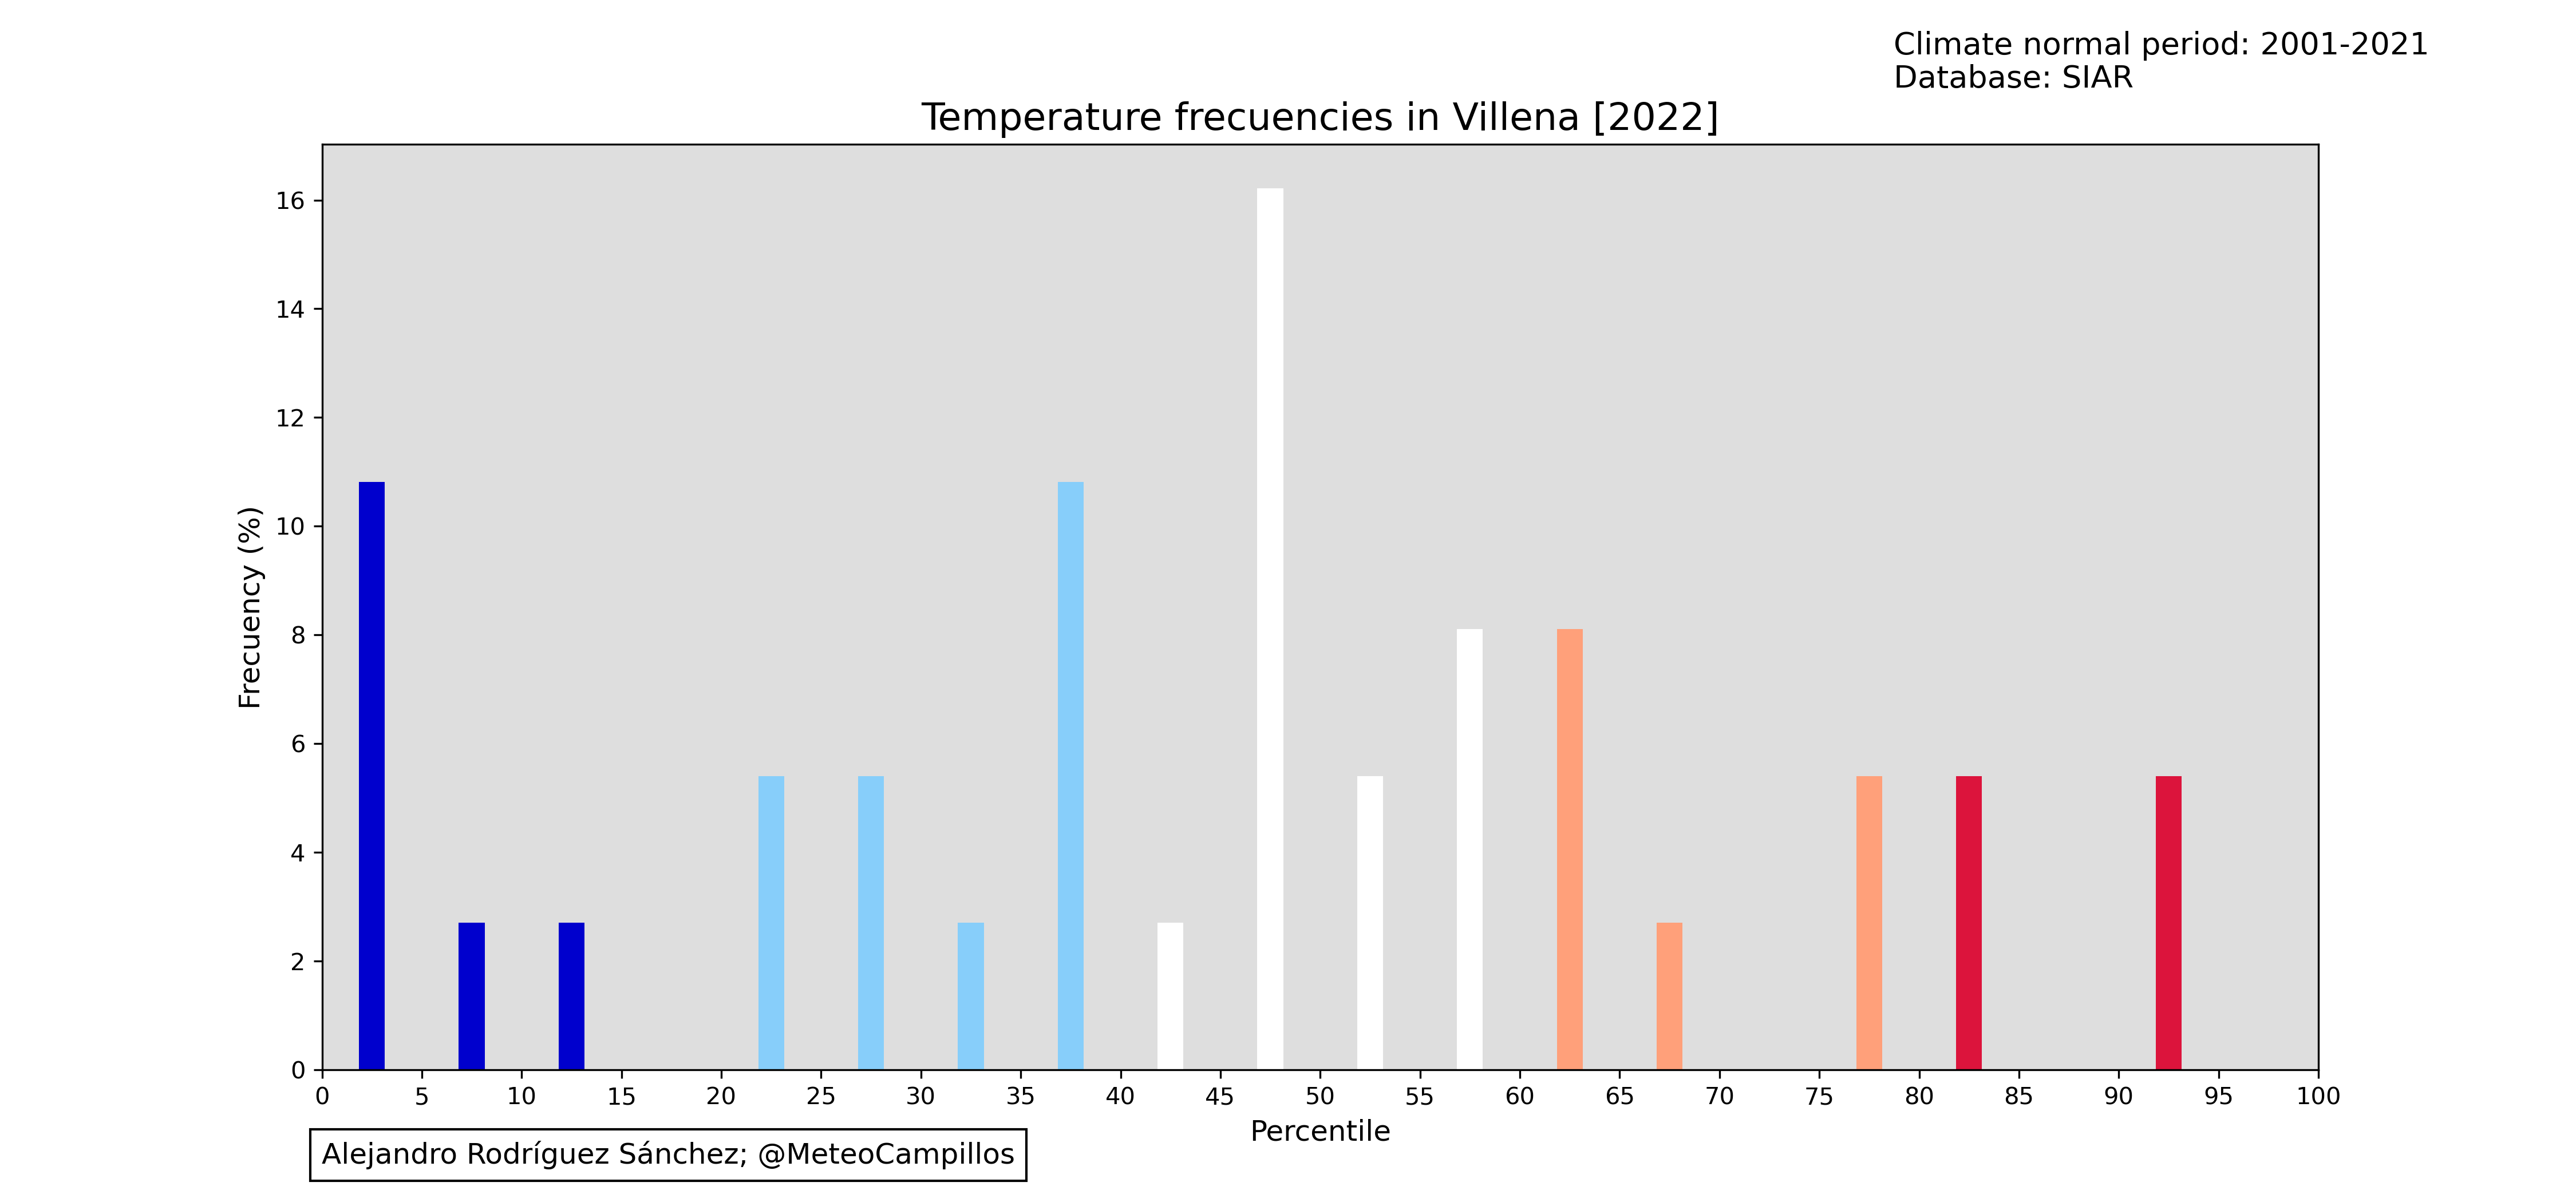 Climate normal period: 2001-2021
Database: SIAR
Temperature frecuencies in Villena [2022]
16
14
12
10
8
6
4
2
0
Frecuency (%)
0 5 10 15 20 25 30 35 40 45 50 55 60 65 70 75 80 85 90 95 100
Percentile
Alejandro Rodríguez Sánchez; @MeteoCampillos